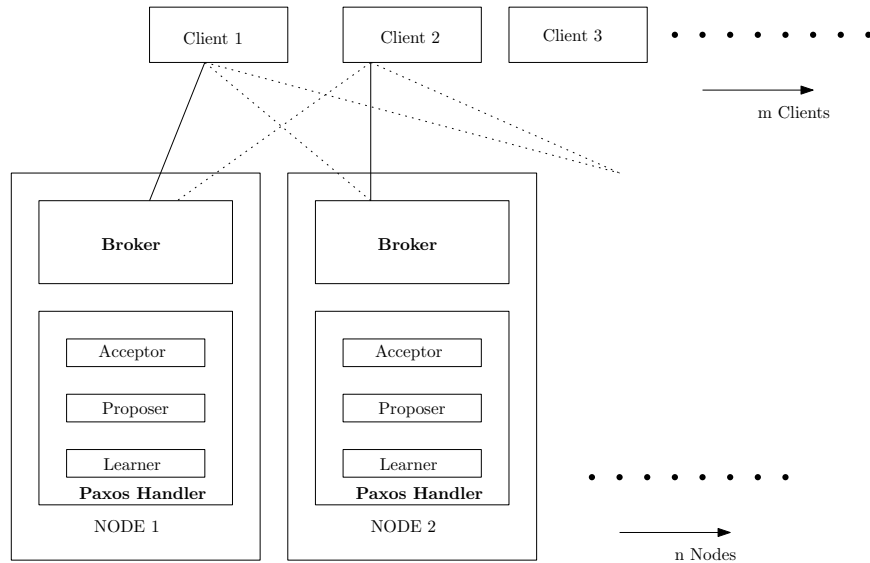 Client 1
Client 2
Client 3
m Clients
Broker
Broker
Acceptor
Acceptor
Proposer
Proposer
Learner
Learner
Paxos Handler
Paxos Handler
NODE 1
NODE 2
n Nodes